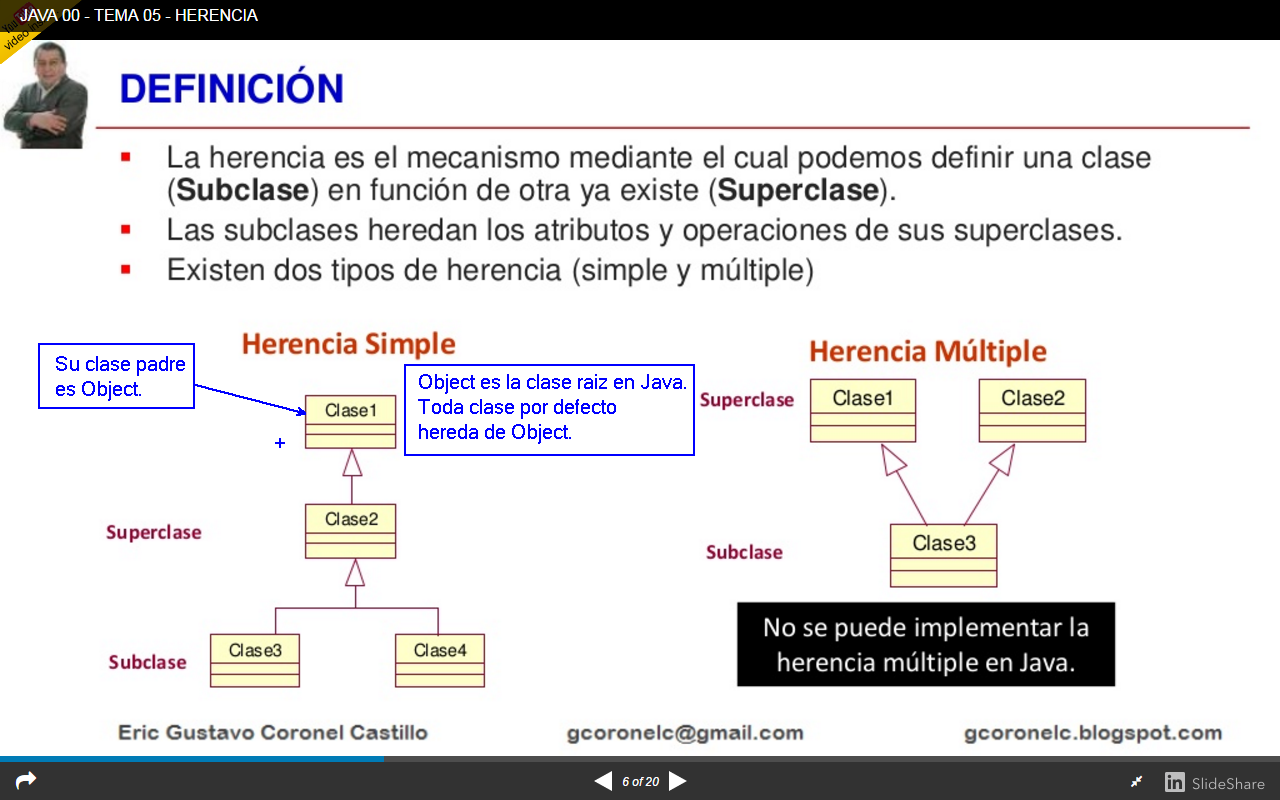 JAVA 00 - TEMA 05 - HERENCIA
DEFINICIÓN
La herencia es el mecanismo mediante el cual podemos definir una clase
(Subclase) en función de otra ya existe (Superclase).
Las subclases heredan los atributos y operaciones de sus superclases.
Existen dos tipos de herencia (simple y múltiple)
Herencia Simple
Su clase padre
es Object.
Object es la clase raiz en Java.
Toda clase por defecto
hereda de Object.
Clase1
+
Superclase
Clase2
Subclase
Clase3
Clase4
Herencia Múltiple
Superclase
Clase1
Clase2
Subclase
Clase3
No se puede implementar la
herencia múltiple en Java.
Eric Gustavo Coronel Castillo
gcoronelc@gmail.com
gcoronelc.blogspot.com
6 of 20
in SlideShare